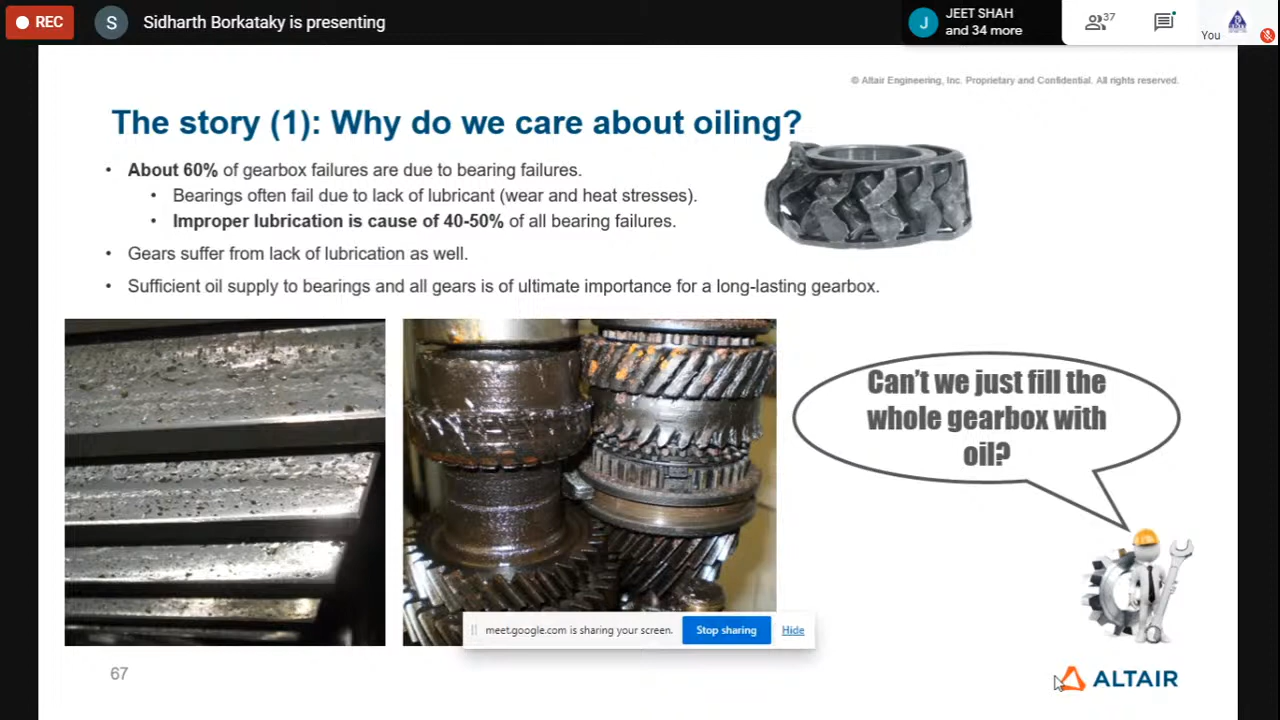 REC
S
Sidharth Borkataky is presenting
J
JEET SHAH
and 34 more
37
You
© Altair Engineering, Inc. Proprietary and Confidential. All rights reserved.
The story (1): Why do we care about oiling?
• About 60% of gearbox failures are due to bearing failures.
• Bearings often fail due to lack of lubricant (wear and heat stresses).
• Improper lubrication is cause of 40-50% of all bearing failures.
• Gears suffer from lack of lubrication as well.
• Sufficient oil supply to bearings and all gears is of ultimate importance for a long-lasting gearbox.
Can't we just fill the
whole gearbox with
oil?
meet.google.com is sharing your screen.
Stop sharing
Hide
67
ALTAIR